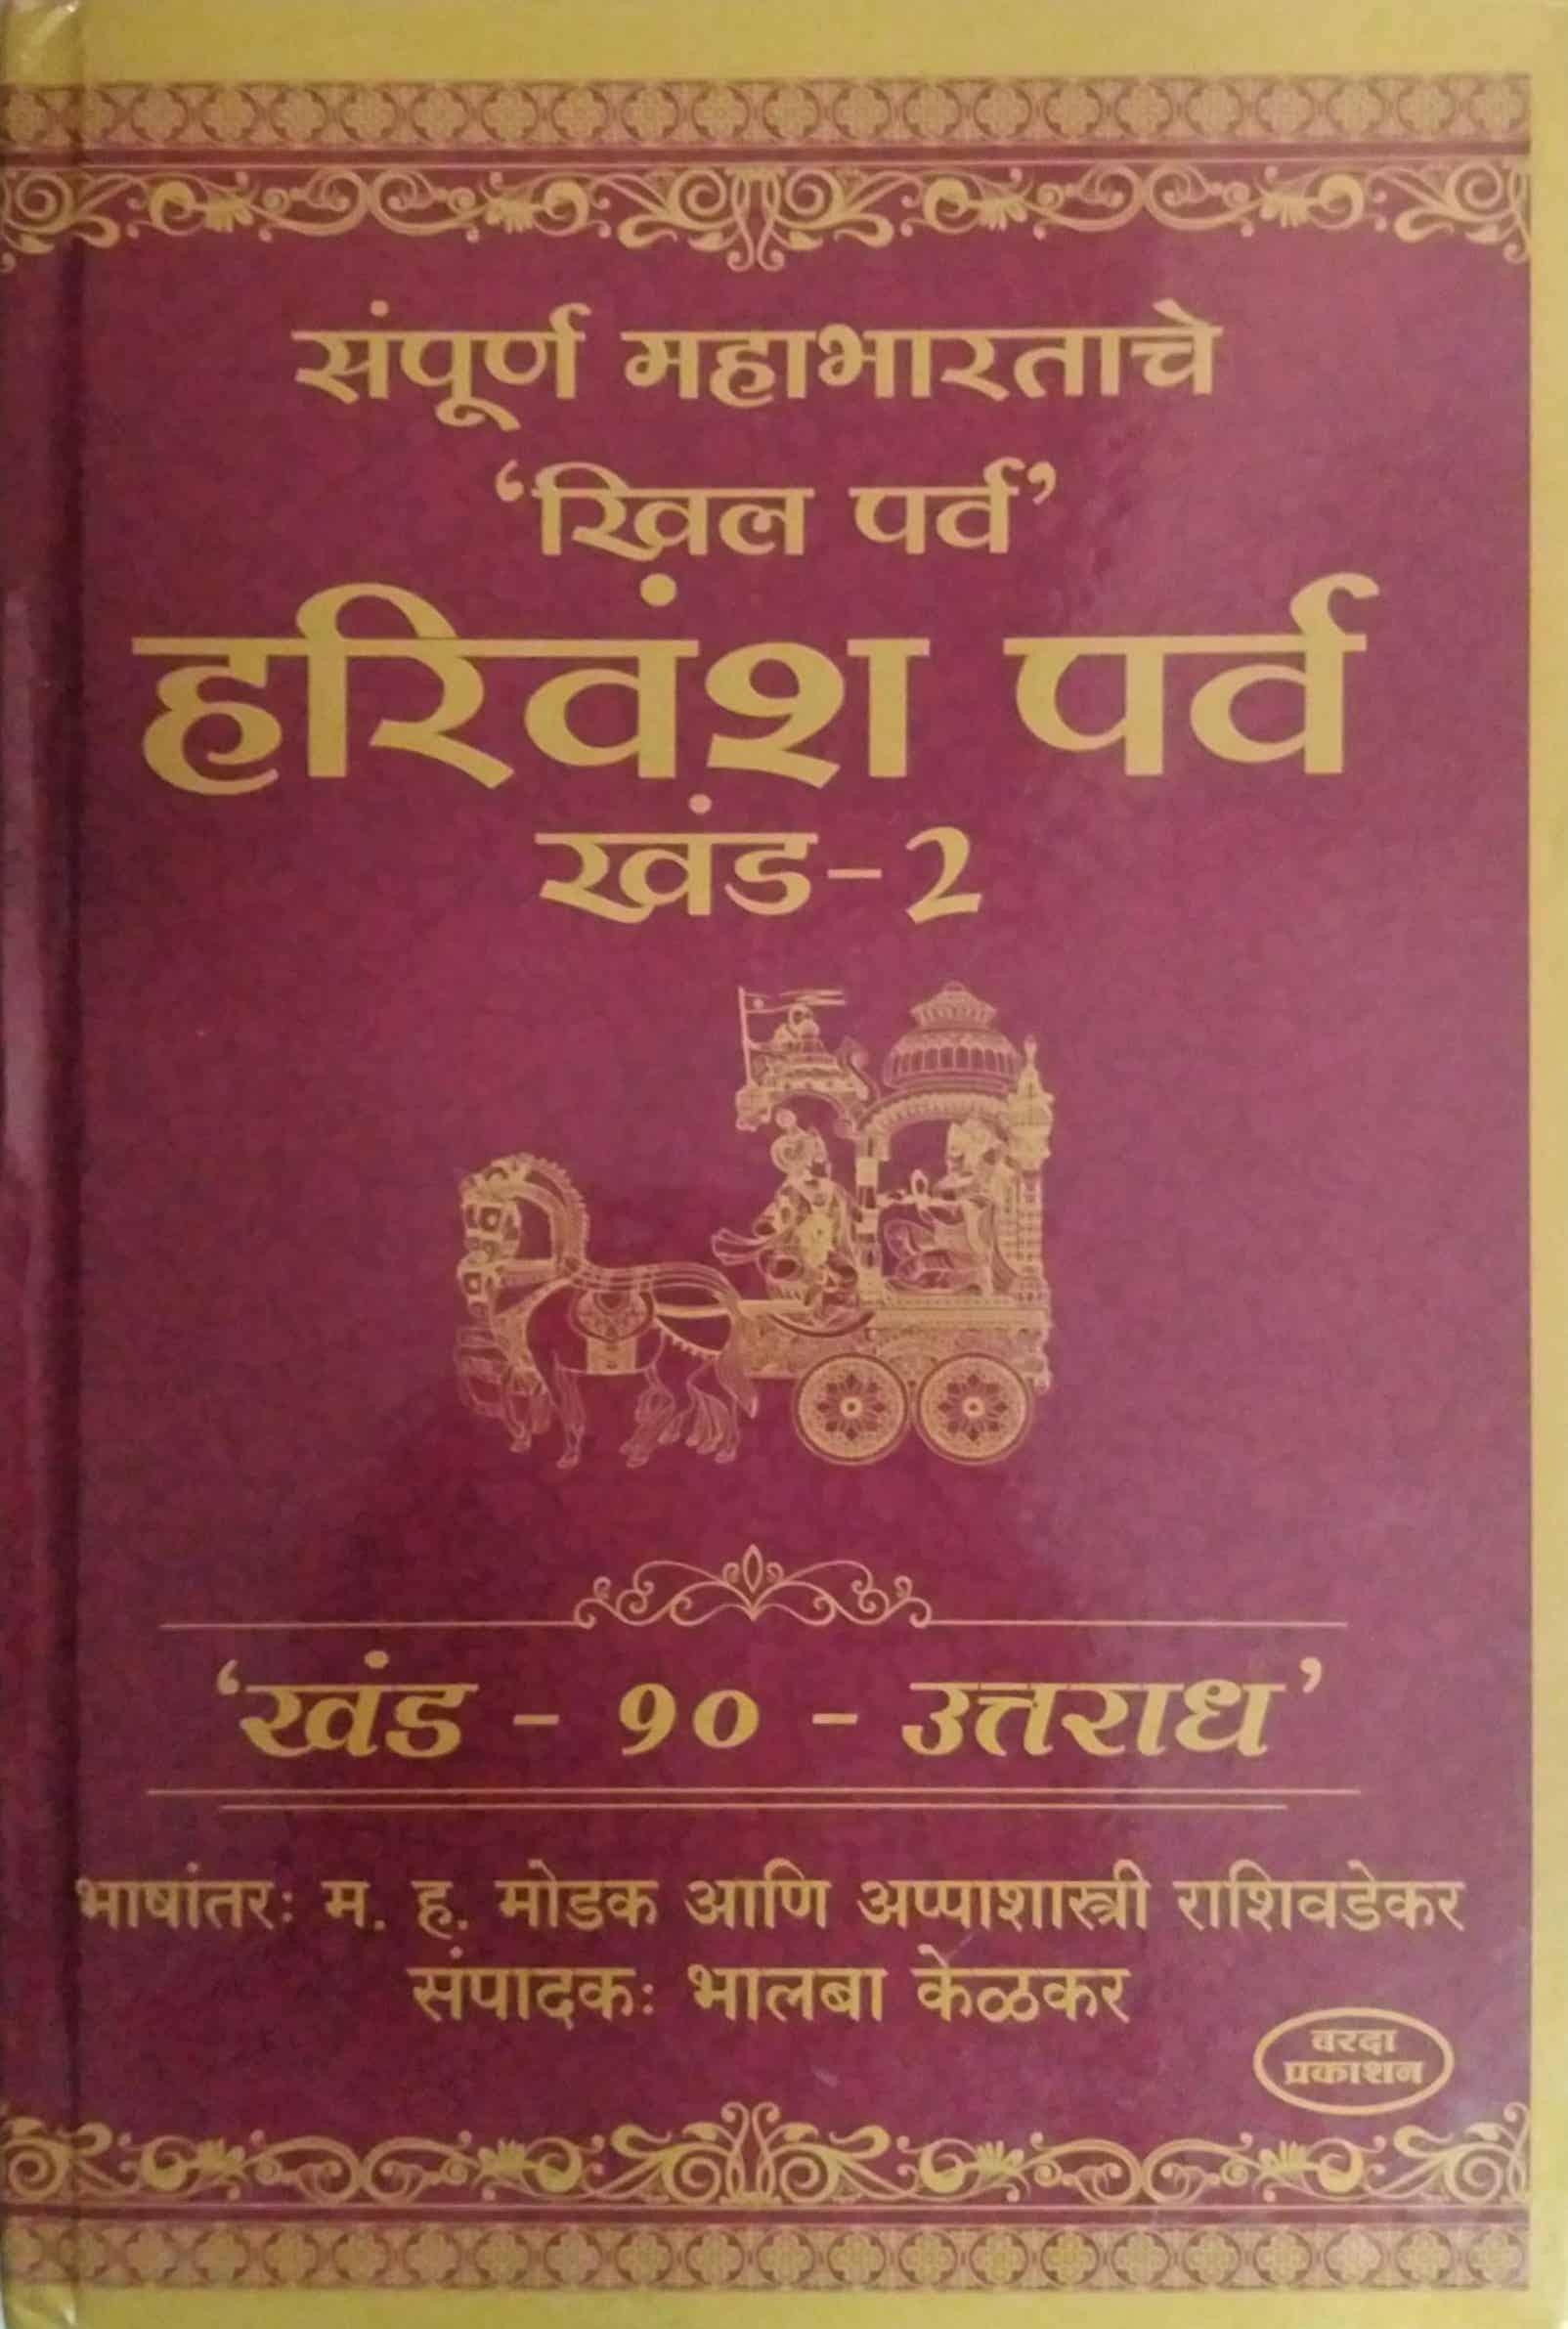 संपूर्ण महाभारताचे
‘खिल पर्व’
हरिवंश पर्व
खंड-2
‘खंड - १० - उत्तराध’
भाषांतरः म. ह. मोडक आणि अप्पाशास्त्री राशिवडेकर
संपादकः भालबा केळकर
वरदा
प्रकाशन